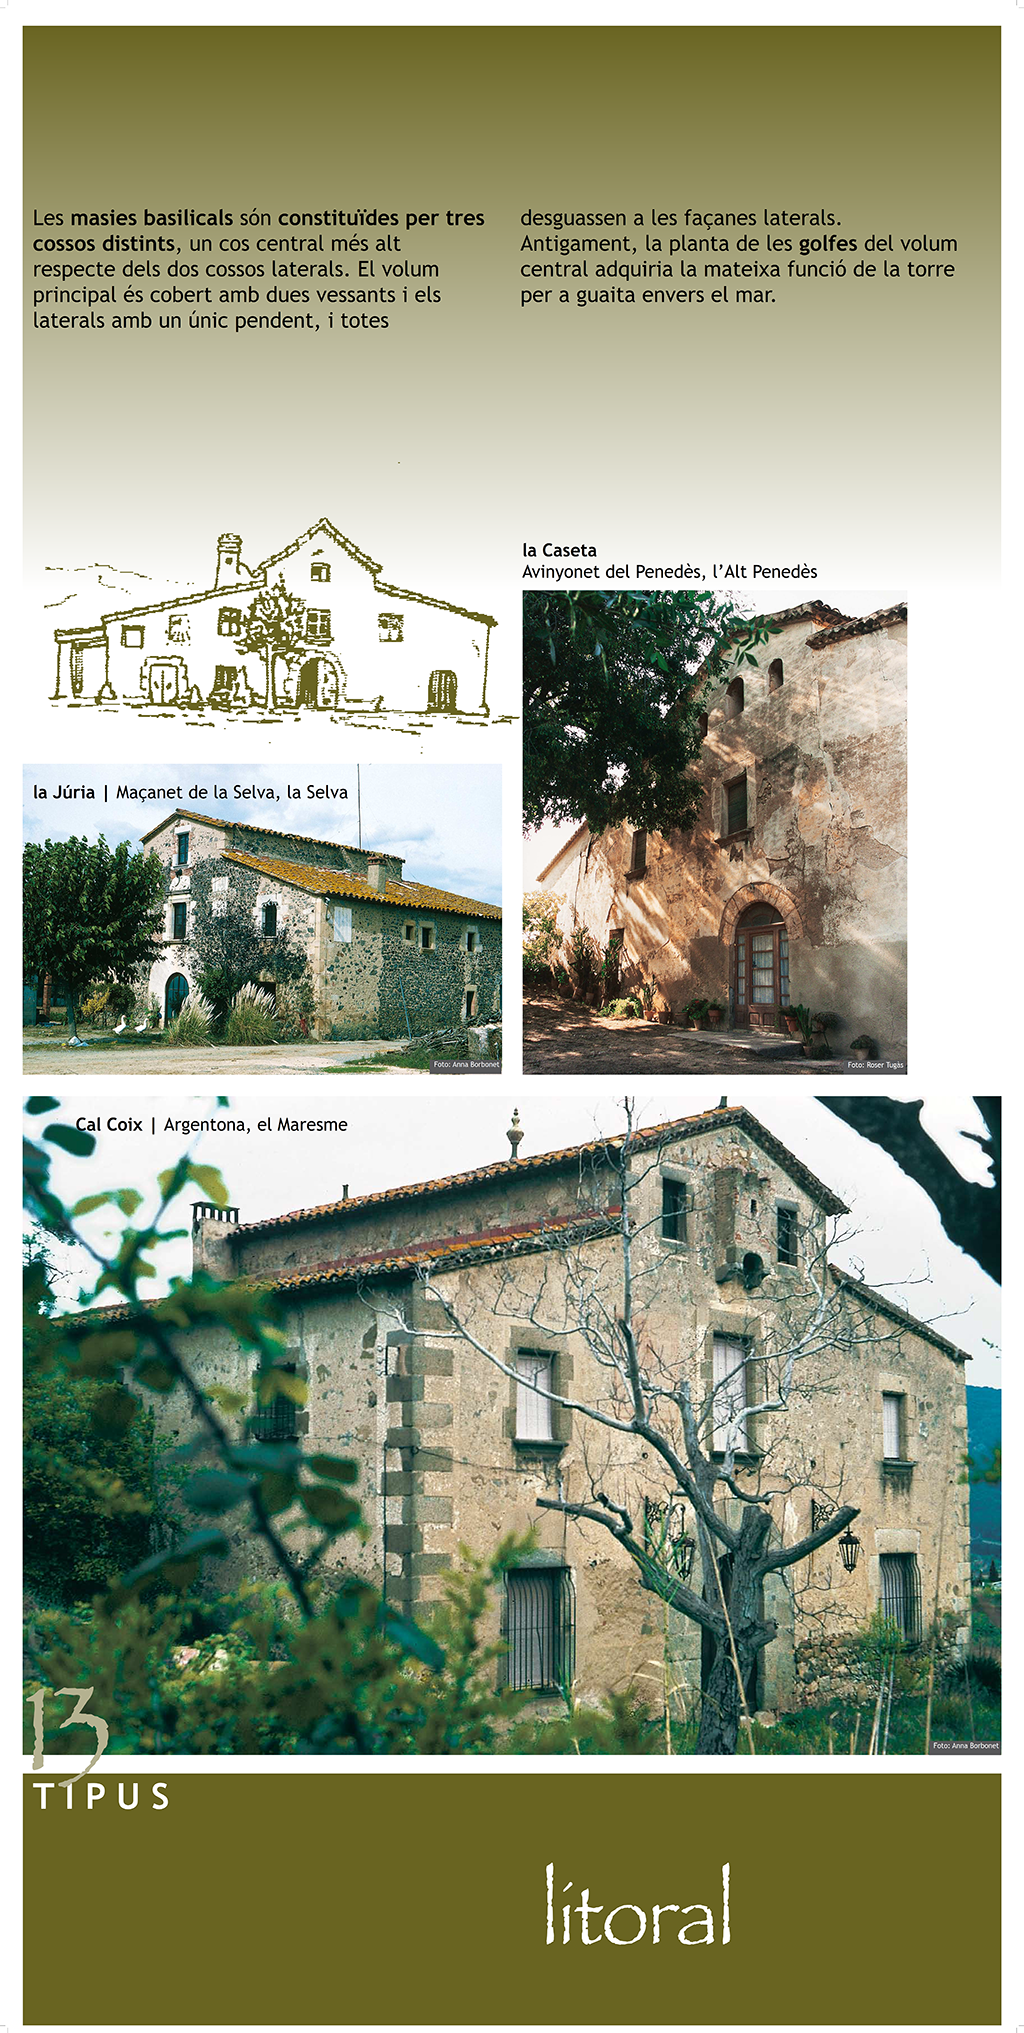 Les masies basilicals són constituïdes per tres
cossos distints, un cos central més alt
respecte dels dos cossos laterals. El volum
principal és cobert amb dues vessants i els
laterals amb un únic pendent, i totes
desguassen a les façanes laterals.
Antigament, la planta de les golfes del volum
central adquiria la mateixa funció de la torre
per a guaita envers el mar.
la Caseta
Avinyonet del Penedès, l'Alt Penedès
la Júria | Maçanet de la Selva, la Selva
Foto: Anna Borbonet
Foto: Roser Tugàs
Cal Coix | Argentona, el Maresme
Foto: Anna Borbonet
13
TIPUS
litoral